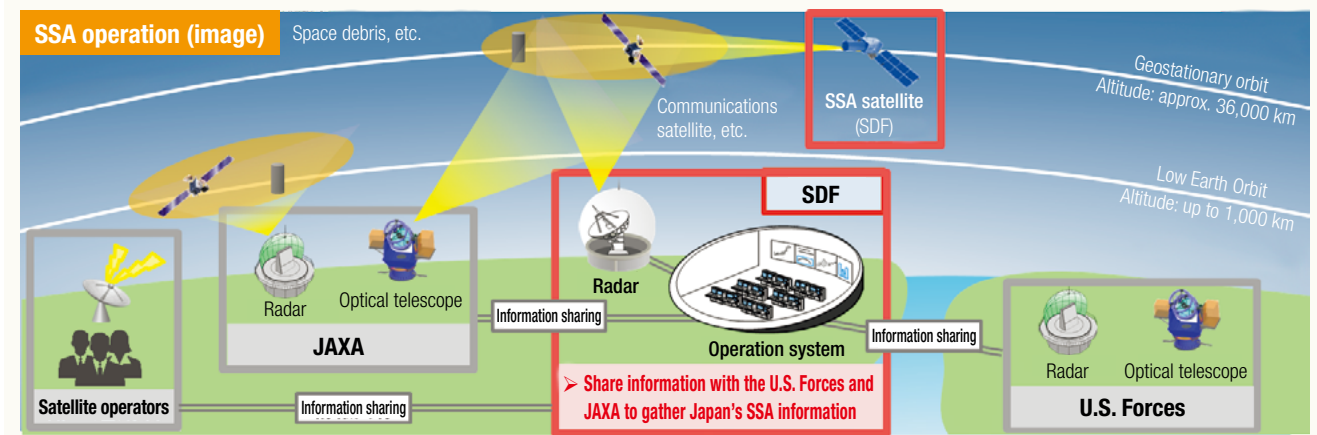 SSA operation (image)
Space debris, etc.
Communications
satellite, etc.
SSA satellite
(SDF)
Geostationary orbit
Altitude: approx. 36,000 km
Low Earth Orbit
Altitude: up to 1,000 km
SDF
Radar
Operation system
➢ Share information with the U.S. Forces and
JAXA to gather Japan's SSA information
Radar
Optical telescope
JAXA
Information sharing
Satellite operators
Information sharing
Information sharing
Radar
Optical telescope
U.S. Forces